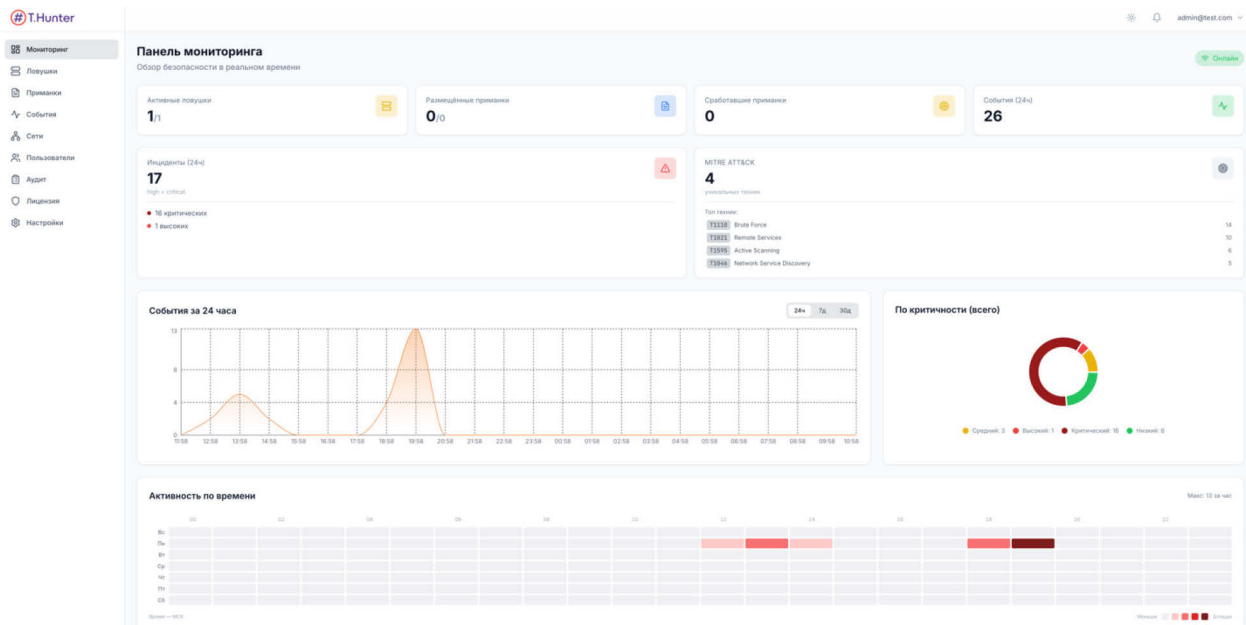 T.Hunter
admin@test.com
Мониторинг
Ловушки
Приманки
События
Сети
Пользователи
Аудит
Лицензия
Настройки
Панель мониторинга
Обзор безопасности в реальном времени
Онлайн
Активные ловушки
1/1
Размещённые приманки
0/0
Сработавшие приманки
0
События (24ч)
26
Инциденты (24ч)
17
high + critical
16 критических
1 высоких
MITRE ATT&CK
4
уникальных техник
Топ техник:
T1110 Brute Force 14
T1021 Remote Services 10
T1595 Active Scanning 6
T1046 Network Service Discovery 5
События за 24 часа
24ч 7д 30д
13
8
4
0
11:58 12:58 13:58 14:58 15:58 16:58 17:58 18:58 19:58 20:58 21:58 22:58 23:58 00:58 01:58 02:58 03:58 04:58 05:58 06:58 07:58 08:58 09:58 10:58
По критичности (всего)
Средний: 3 Высокий: 1 Критический: 16 Низкий: 6
Активность по времени
Макс: 13 за час
00 02 04 06 08 10 12 14 16 18 20 22
Вс
Пн
Вт
Ср
Чт
Пт
Сб
Время — МСК
Меньше Больше